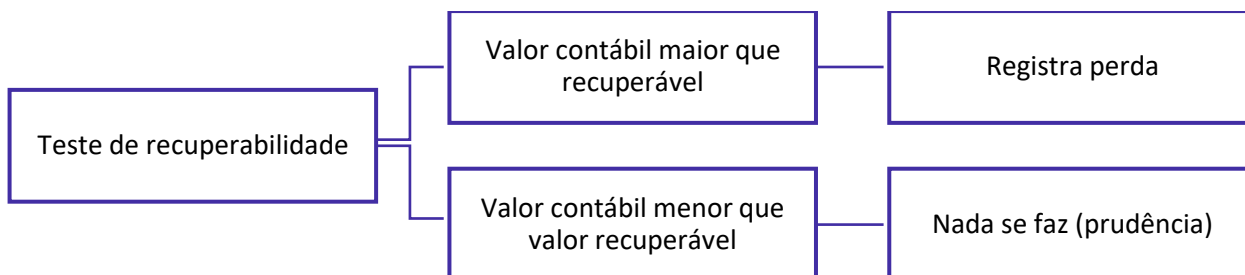 Teste de recuperabilidade
Valor contábil maior que
recuperável
Registra perda
Valor contábil menor que
valor recuperável
Nada se faz (prudência)